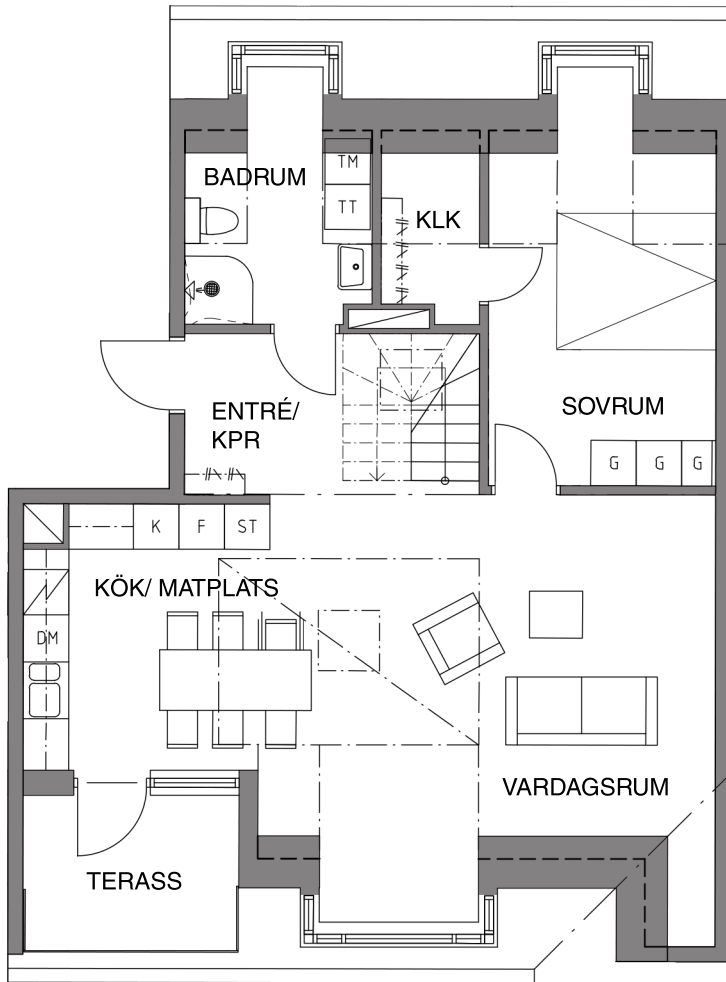 BADRUM
TM
TT
KLK
ENTRÉ/
KPR
SOVRUM
G
G
G
K
F
ST
KÖK/ MATPLATS
DM
VARDAGSRUM
TERASS